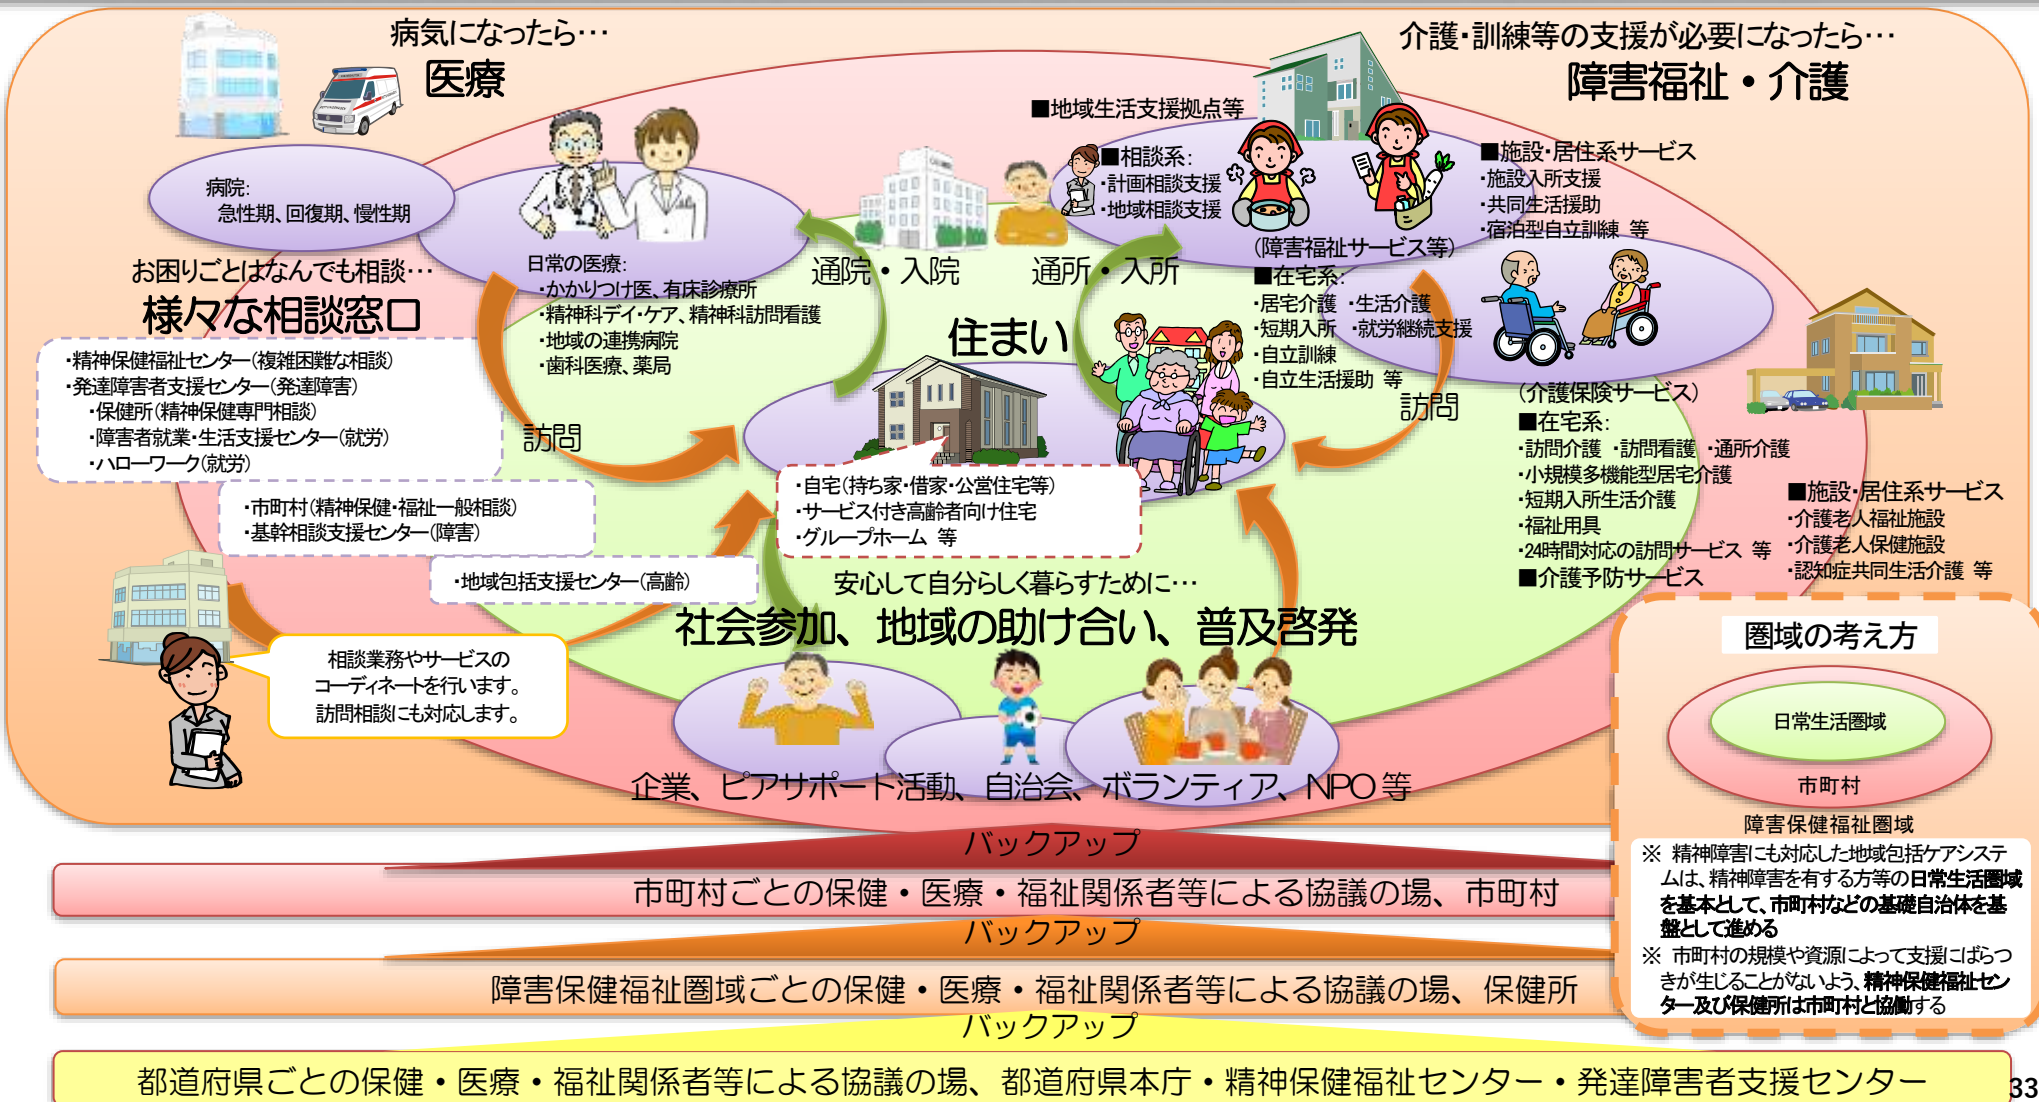 病気になったら…
医療
介護・訓練等の支援が必要になったら…
障害福祉・介護
■地域生活支援拠点等
■相談系:
・計画相談支援
・地域相談支援
■施設・居住系サービス
・施設入所支援
・共同生活援助
・宿泊型自立訓練 等
病院:
急性期、回復期、慢性期
日常の医療:
・かかりつけ医、有床診療所
・精神科デイ・ケア、精神科訪問看護
・地域の連携病院
・歯科医療、薬局
通院・入院
通所・入所
(障害福祉サービス等)
■在宅系:
・居宅介護 ・生活介護
・短期入所 ・就労継続支援
・自立訓練
・自立生活援助 等
お困りごとはなんでも相談…
様々な相談窓口
・精神保健福祉センター(複雑困難な相談)
・発達障害者支援センター(発達障害)
・保健所(精神保健専門相談)
・障害者就業・生活支援センター(就労)
・ハローワーク(就労)
・市町村(精神保健・福祉一般相談)
・基幹相談支援センター(障害)
・地域包括支援センター(高齢)
訪問
住まい
訪問
(介護保険サービス)
■在宅系:
・訪問介護 ・訪問看護 ・通所介護
・小規模多機能型居宅介護
・短期入所生活介護
・福祉用具
・24時間対応の訪問サービス 等
■介護予防サービス
■施設・居住系サービス
・介護老人福祉施設
・介護老人保健施設
・認知症共同生活介護 等
・自宅(持ち家・借家・公営住宅等)
・サービス付き高齢者向け住宅
・グループホーム 等
安心して自分らしく暮らすために…
社会参加、地域の助け合い、普及啓発
相談業務やサービスの
コーディネートを行います。
訪問相談にも対応します。
企業、ピアサポート活動、自治会、ボランティア、NPO 等
圏域の考え方
日常生活圏域
市町村
障害保健福祉圏域
※ 精神障害にも対応した地域包括ケアシステ
ムは、精神障害を有する方等の日常生活圏域
を基本として、市町村などの基礎自治体を基
盤として進める
※ 市町村の規模や資源によって支援にばらつ
きが生じることがないよう、精神保健福祉セン
ター及び保健所は市町村と協働する
バックアップ
市町村ごとの保健・医療・福祉関係者等による協議の場、市町村
バックアップ
障害保健福祉圏域ごとの保健・医療・福祉関係者等による協議の場、保健所
バックアップ
都道府県ごとの保健・医療・福祉関係者等による協議の場、都道府県本庁・精神保健福祉センター・発達障害者支援センター
33